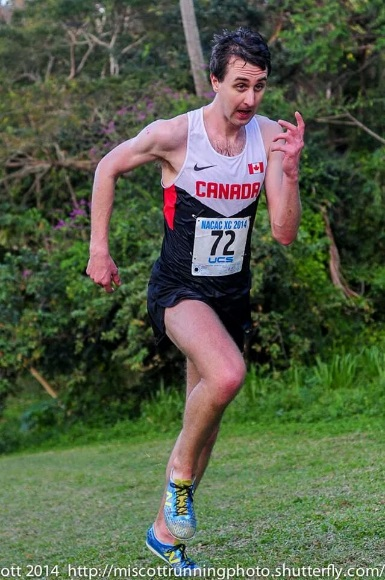 CANADA
NACAC XC 2014
72
UCS
ott 2014 http://miscottrunningphoto.shutterfly.com/